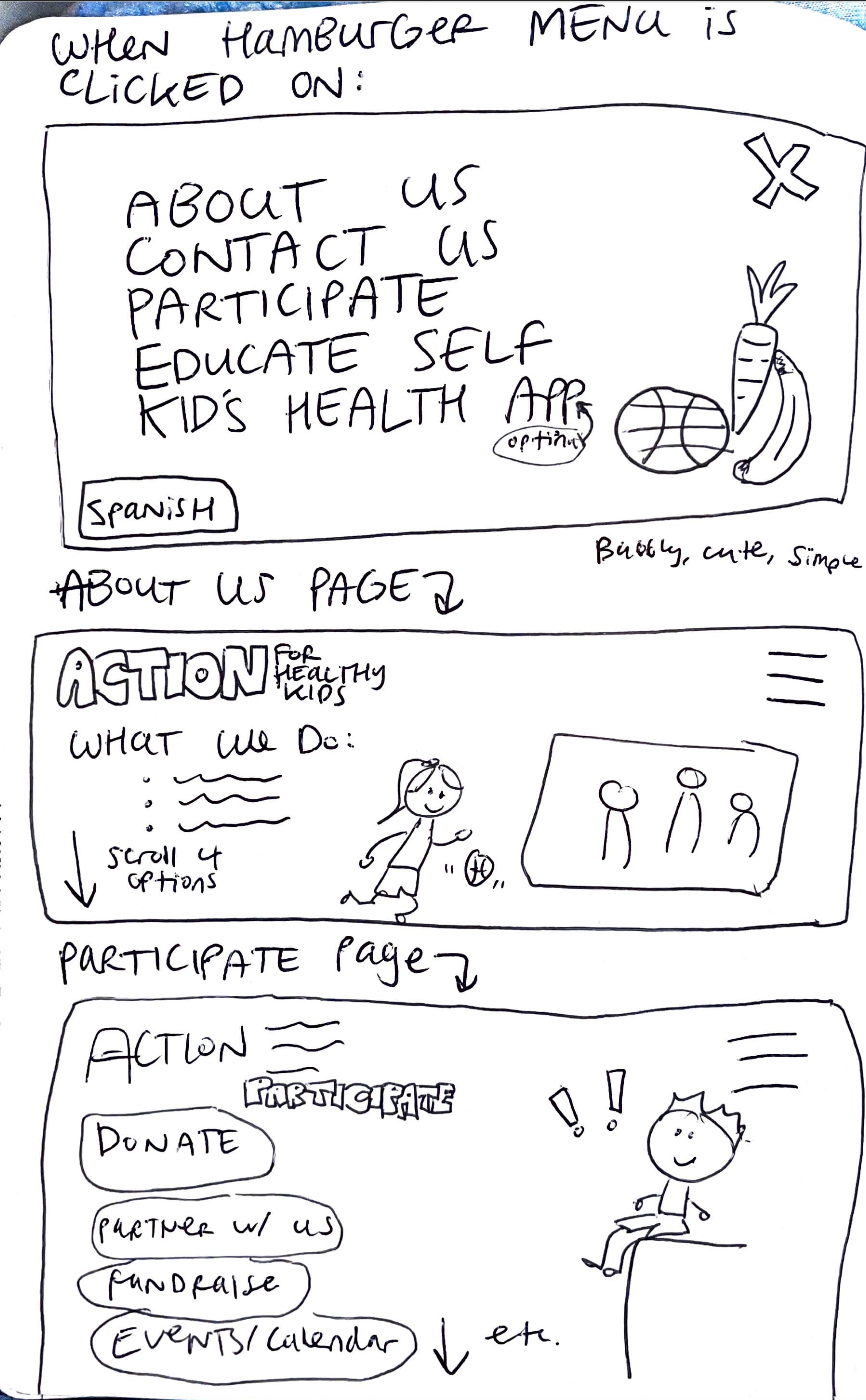 WHEN HAMBURGER MENU is
CLICKED ON:
X
ABOUT US
CONTACT US
PARTICIPATE
EDUCATE SELF
KID'S HEALTH APP
optional
SPANISH
Bubbly, cute, simple
ABOUT US PAGE
ACTION FOR
HEALTHY
KIDS
WHAT WE DO:
scroll 4
options
PARTICIPATE Page
ACTION
PARTICIPATE
!!
DONATE
PARTNER W/ US
FUNDRAISE
EVENTS/Calendar
etc.